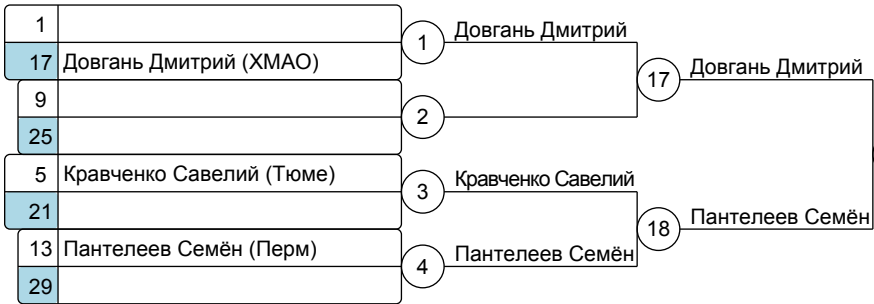 1
17 Довгань Дмитрий (ХМАО)
9
25
5 Кравченко Савелий (Тюме)
21
13 Пантелеев Семён (Перм)
29
1
2
3
4
Довгань Дмитрий
Кравченко Савелий
Пантелеев Семён
17
18
Довгань Дмитрий
Пантелеев Семён